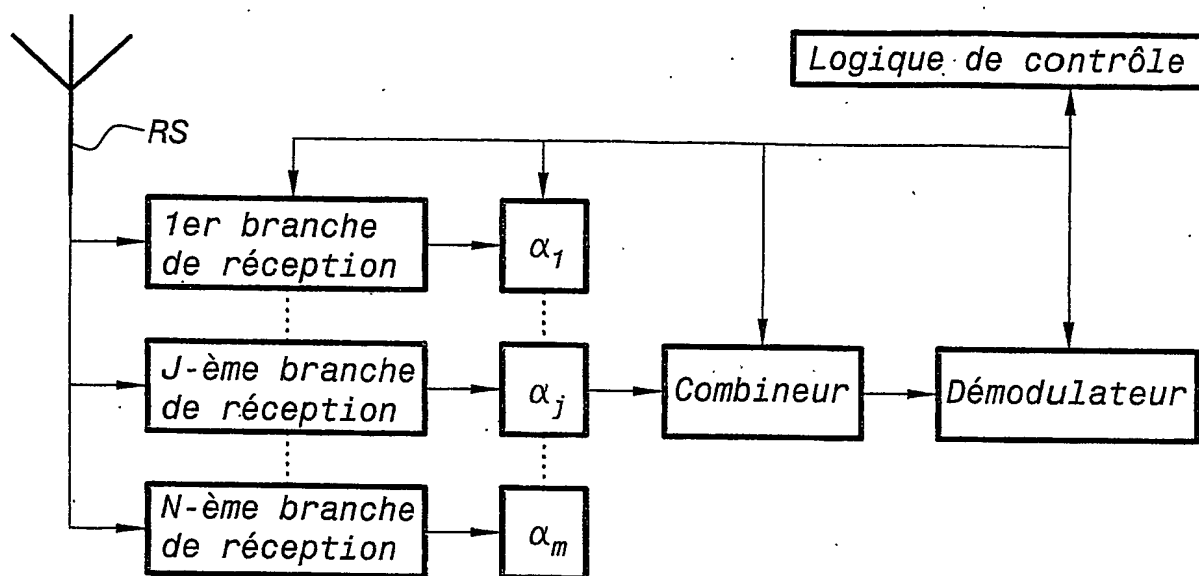 Logique de contrôle
RS
1er branche
de réception
α1
J-ème branche
de réception
αj
Combineur
Démodulateur
N-ème branche
de réception
αm